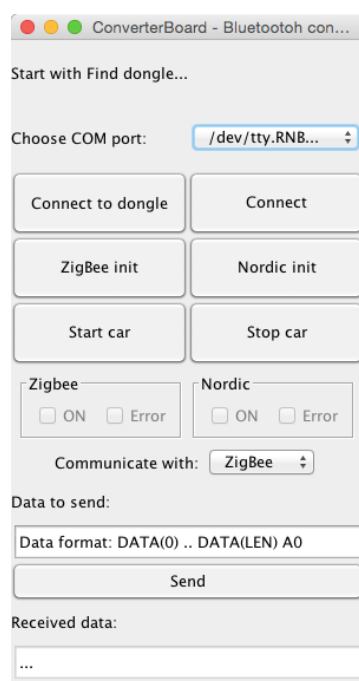 ConverterBoard - Bluetootoh con...
Start with Find dongle...
Choose COM port: /dev/tty.RNB...
Connect to dongle Connect
ZigBee init Nordic init
Start car Stop car
Zigbee Nordic
ON Error ON Error
Communicate with: ZigBee
Data to send:
Data format: DATA(0) .. DATA(LEN) A0
Send
Received data:
...